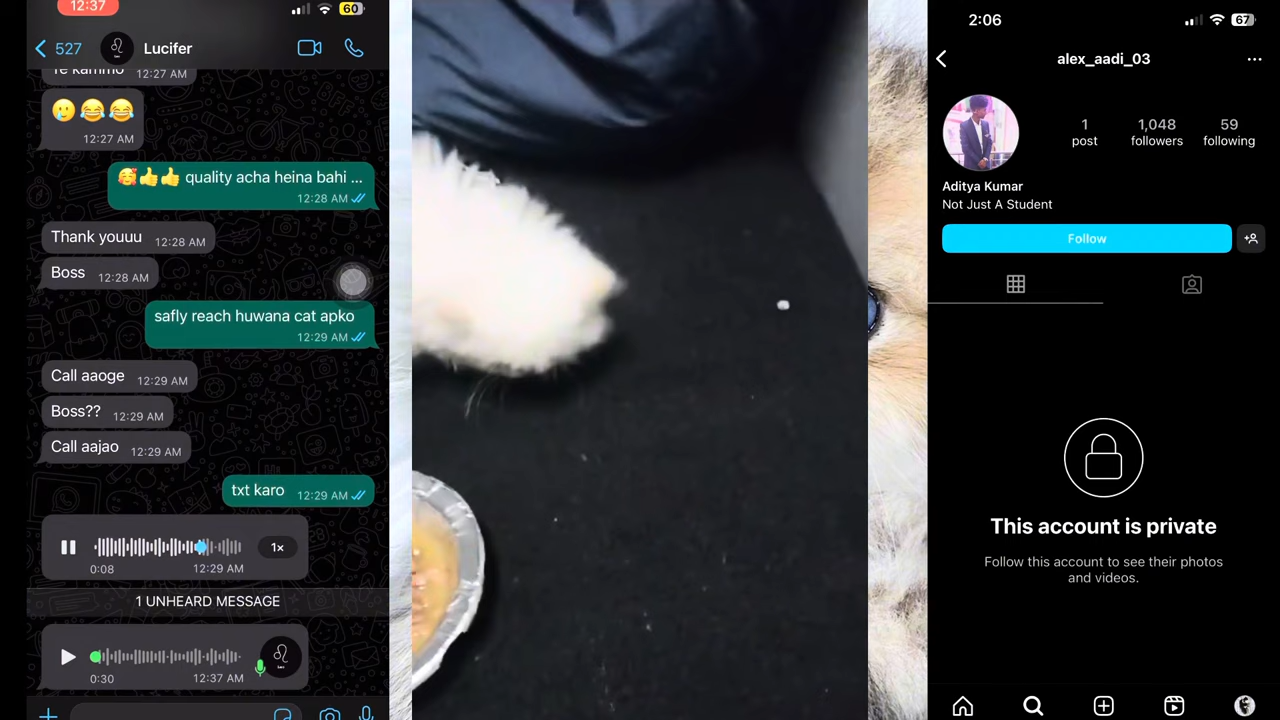 12:37
60
527
Lucifer
Te kammo
12:27 AM
12:27 AM
quality acha heina bahi ...
12:28 AM
Thank youuu
12:28 AM
Boss
12:28 AM
safly reach huwana cat apko
12:29 AM
Call aaoge
12:29 AM
Boss??
12:29 AM
Call aajao
12:29 AM
txt karo
12:29 AM
1×
0:08
12:29 AM
1 UNHEARD MESSAGE
0:30
12:37 AM
2:06
67
alex_aadi_03
1
post
1,048
followers
59
following
Aditya Kumar
Not Just A Student
Follow
This account is private
Follow this account to see their photos
and videos.